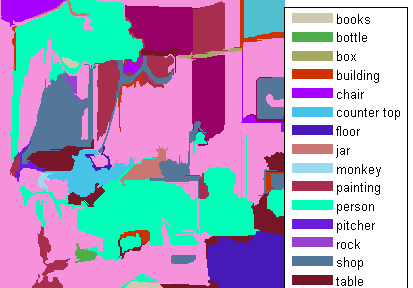 books
bottle
box
building
chair
counter top
floor
jar
monkey
painting
person
pitcher
rock
shop
table